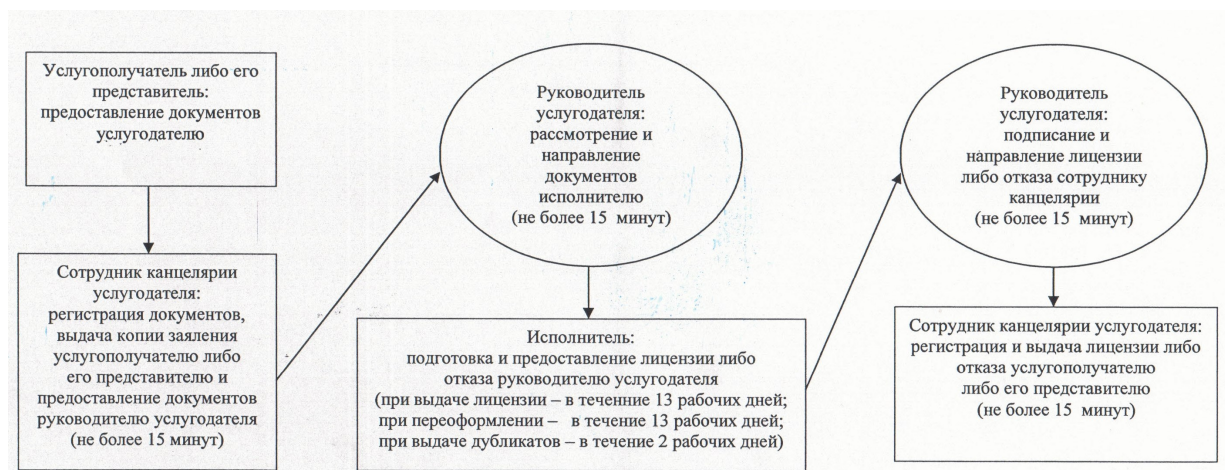 Услугополучатель либо его
представитель:
предоставление документов
услугодателю
Сотрудник канцелярии
услугодателя:
регистрация документов,
выдача копии заяления
услугополучателю либо
его представителю и
предоставление документов
руководителю услугодателя
(не более 15 минут)
Руководитель
услугодателя:
рассмотрение и
направление
документов
исполнителю
(не более 15  минут)
Исполнитель:
подготовка и предоставление лицензии либо
отказа руководителю услугодателя
(при выдаче лицензии – в течение 13 рабочих дней;
при переоформлении –   в течение 13 рабочих дней;
при выдаче дубликатов – в течение 2 рабочих дней)
Руководитель
услугодателя:
подписание и
направление лицензии
либо отказа сотруднику
канцелярии
(не более 15  минут)
Сотрудник канцелярии услугодателя:
регистрация и выдача лицензии либо
отказа услугополучателю
либо его представителю
(не более 15 минут)